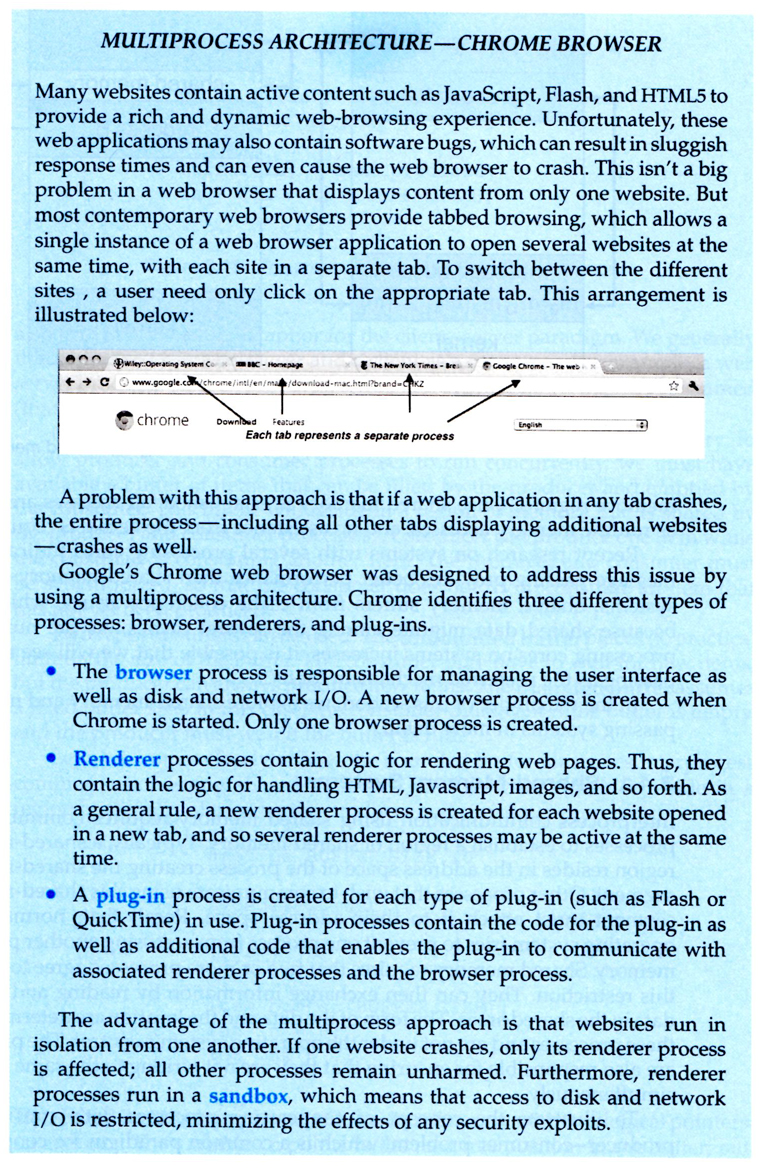 MULTIPROCESS ARCHITECTURE—CHROME BROWSER
Many websites contain active content such as JavaScript, Flash, and HTML5 to
provide a rich and dynamic web-browsing experience. Unfortunately, these
web applications may also contain software bugs, which can result in sluggish
response times and can even cause the web browser to crash. This isn't a big
problem in a web browser that displays content from only one website. But
most contemporary web browsers provide tabbed browsing, which allows a
single instance of a web browser application to open several websites at the
same time, with each site in a separate tab. To switch between the different
sites , a user need only click on the appropriate tab. This arrangement is
illustrated below:
Wiley::Operating System C BBC - Homepage The New York Times - Brea Google Chrome - The web
www.google.com/chrome/intl/en/ /download-mac.html?brand=CHKZ
chrome Download Features English
Each tab represents a separate process
A problem with this approach is that if a web application in any tab crashes,
the entire process—including all other tabs displaying additional websites
—crashes as well.
Google's Chrome web browser was designed to address this issue by
using a multiprocess architecture. Chrome identifies three different types of
processes: browser, renderers, and plug-ins.
• The browser process is responsible for managing the user interface as
well as disk and network I/O. A new browser process is created when
Chrome is started. Only one browser process is created.
• Renderer processes contain logic for rendering web pages. Thus, they
contain the logic for handling HTML, Javascript, images, and so forth. As
a general rule, a new renderer process is created for each website opened
in a new tab, and so several renderer processes may be active at the same
time.
• A plug-in process is created for each type of plug-in (such as Flash or
QuickTime) in use. Plug-in processes contain the code for the plug-in as
well as additional code that enables the plug-in to communicate with
associated renderer processes and the browser process.
The advantage of the multiprocess approach is that websites run in
isolation from one another. If one website crashes, only its renderer process
is affected; all other processes remain unharmed. Furthermore, renderer
processes run in a sandbox, which means that access to disk and network
I/O is restricted, minimizing the effects of any security exploits.